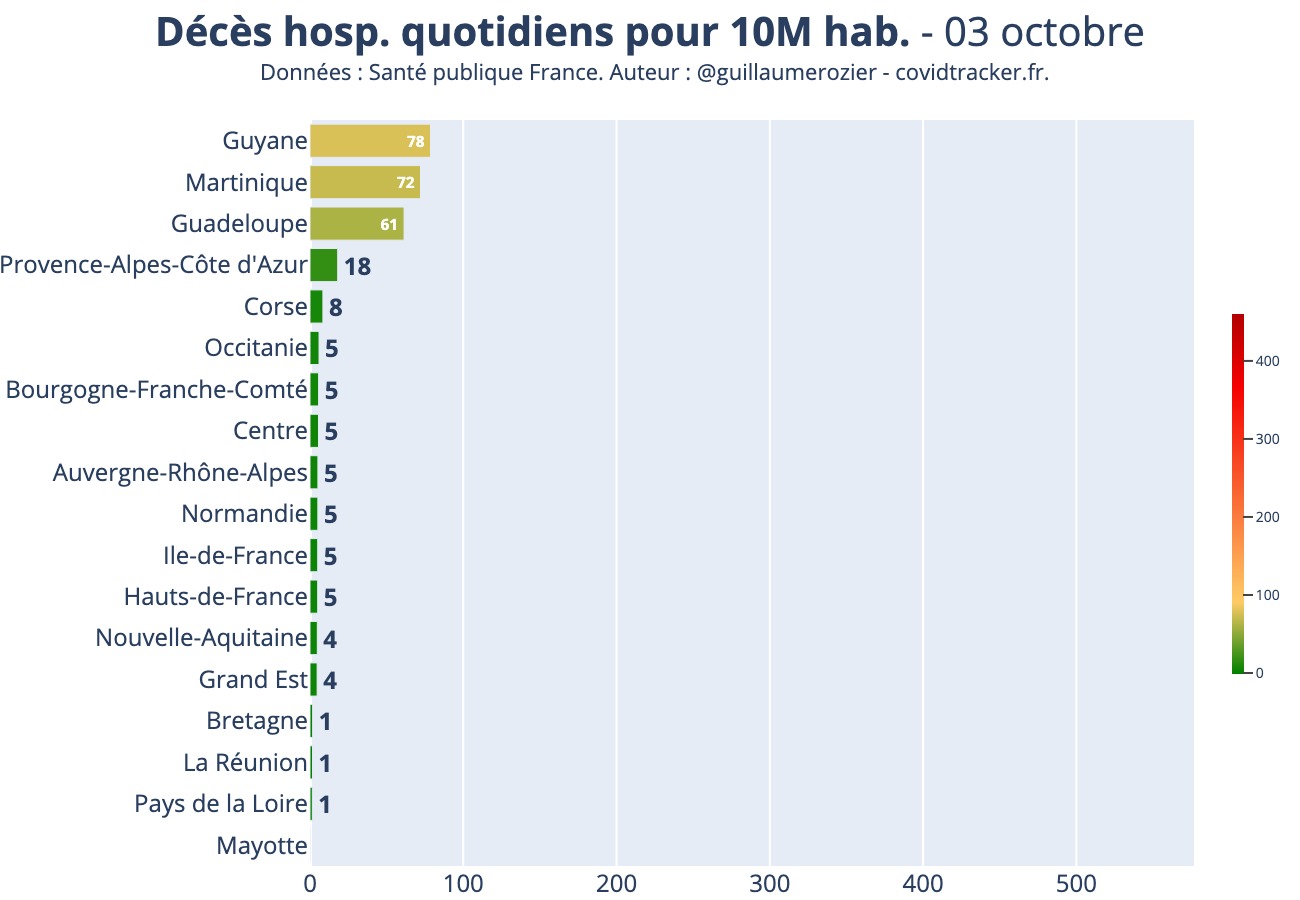 Décès hosp. quotidiens pour 10M hab. - 03 octobre
Données : Santé publique France. Auteur : @guillaumerozier - covidtracker.fr.
Guyane 78
Martinique 72
Guadeloupe 61
Provence-Alpes-Côte d'Azur 18
Corse 8
Occitanie 5
Bourgogne-Franche-Comté 5
Centre 5
Auvergne-Rhône-Alpes 5
Normandie 5
Ile-de-France 5
Hauts-de-France 5
Nouvelle-Aquitaine 4
Grand Est 4
Bretagne 1
La Réunion 1
Pays de la Loire 1
Mayotte
0 100 200 300 400 500
400
300
200
100
0